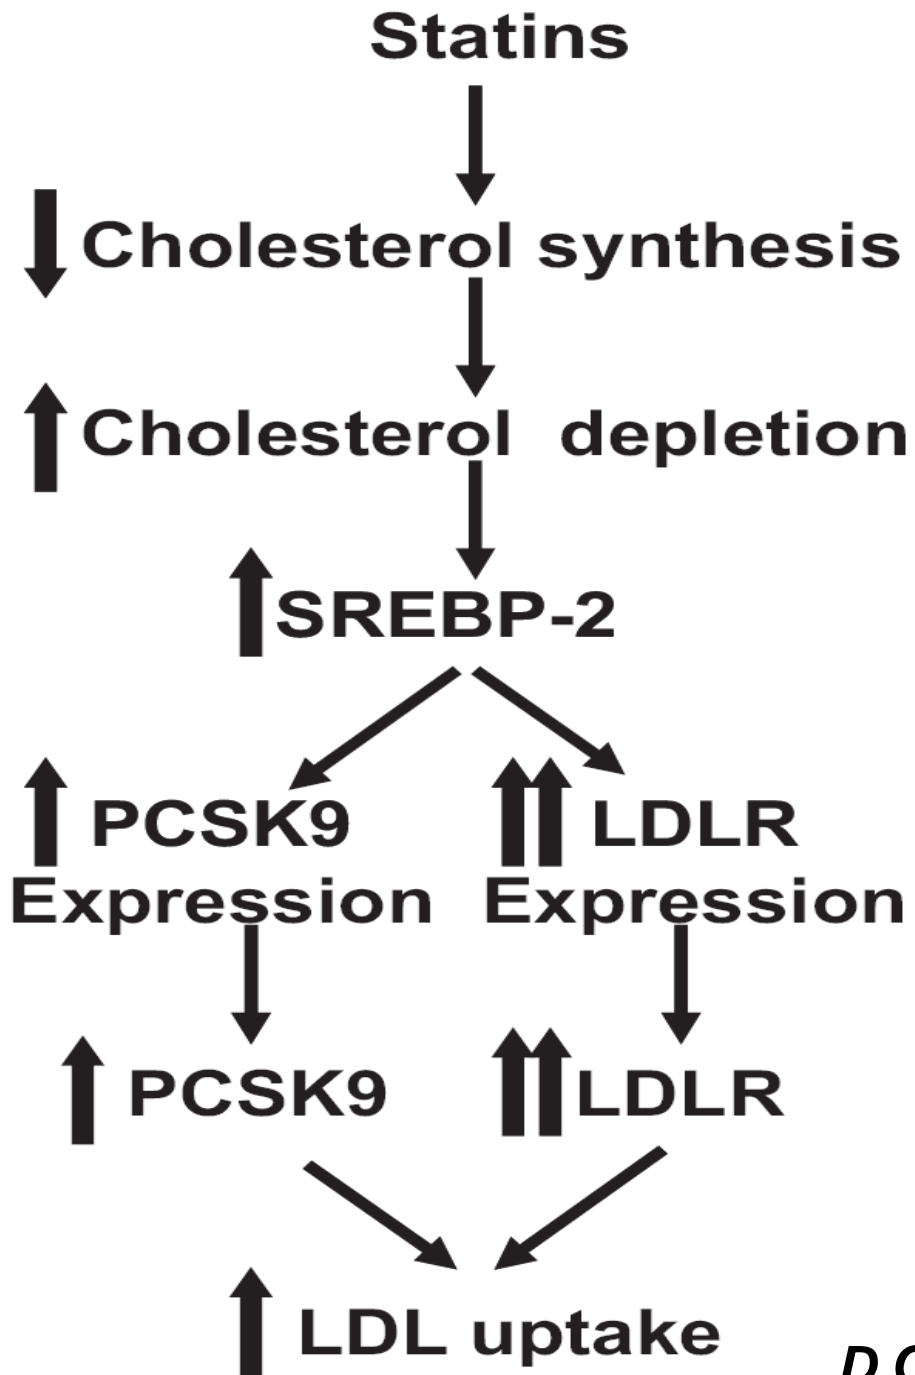 Statins
Cholesterol synthesis
Cholesterol depletion
SREBP-2
PCSK9 LDLR
Expression Expression
PCSK9 LDLR
LDL uptake